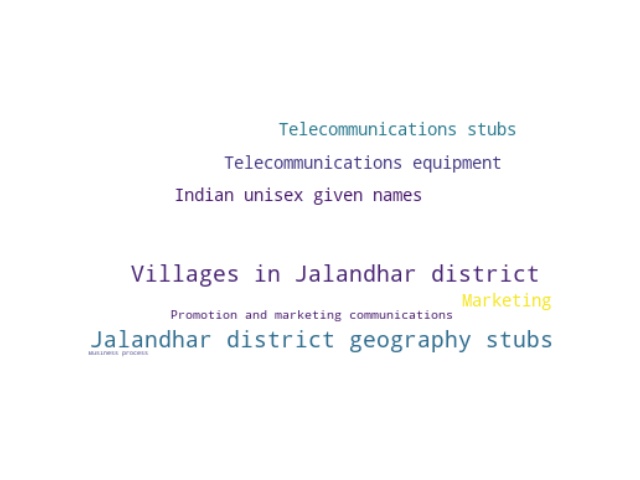 Telecommunications stubs
Telecommunications equipment
Indian unisex given names
Villages in Jalandhar district
Marketing
Promotion and marketing communications
Jalandhar district geography stubs
Business process